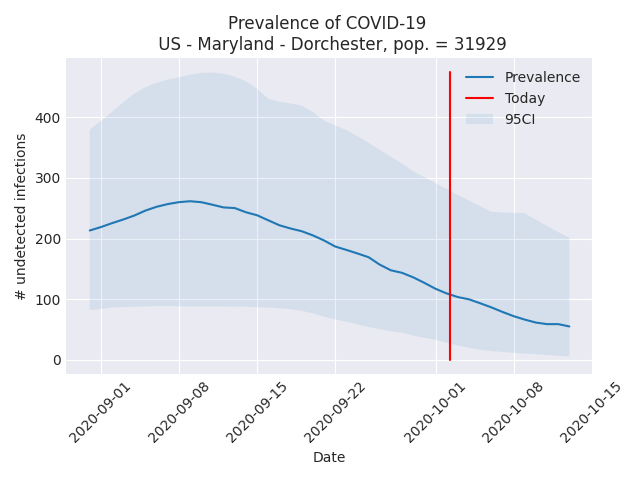 Prevalence of COVID-19
US - Maryland - Dorchester, pop. = 31929
Prevalence
Today
95CI
# undetected infections
400
300
200
100
0
2020-09-01
2020-09-08
2020-09-15
2020-09-22
2020-10-01
2020-10-08
2020-10-15
Date